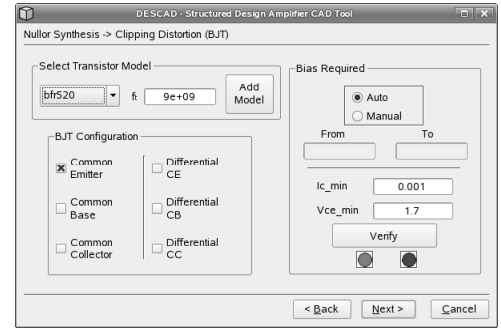 DESCAD - Structured Design Amplifier CAD Tool
Nullor Synthesis -> Clipping Distortion (BJT)
Select Transistor Model
bfr520
ft
9e+09
Add
Model
BJT Configuration
Common
Emitter
Differential
CE
Common
Base
Differential
CB
Common
Collector
Differential
CC
Bias Required
Auto
Manual
From
To
Ic_min
0.001
Vce_min
1.7
Verify
< Back
Next >
Cancel